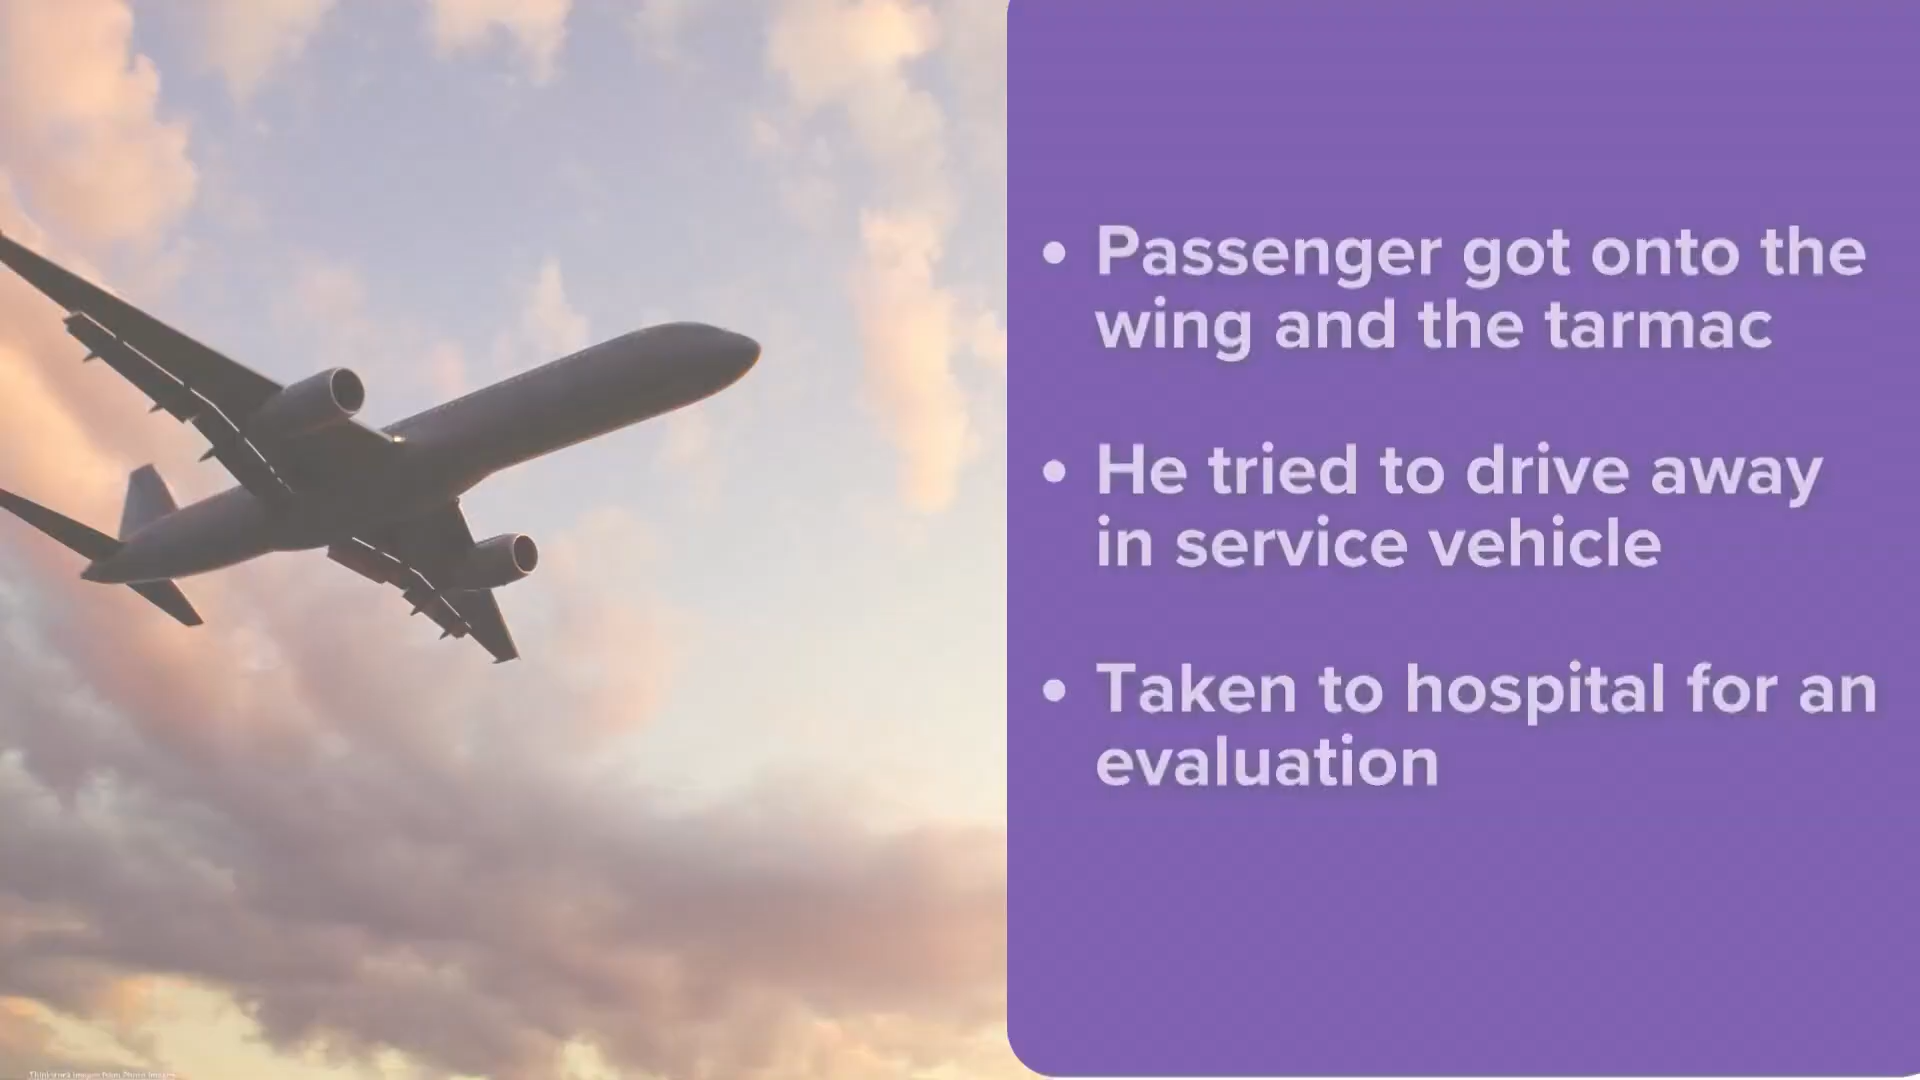 • Passenger got onto the
wing and the tarmac
• He tried to drive away
in service vehicle
• Taken to hospital for an
evaluation